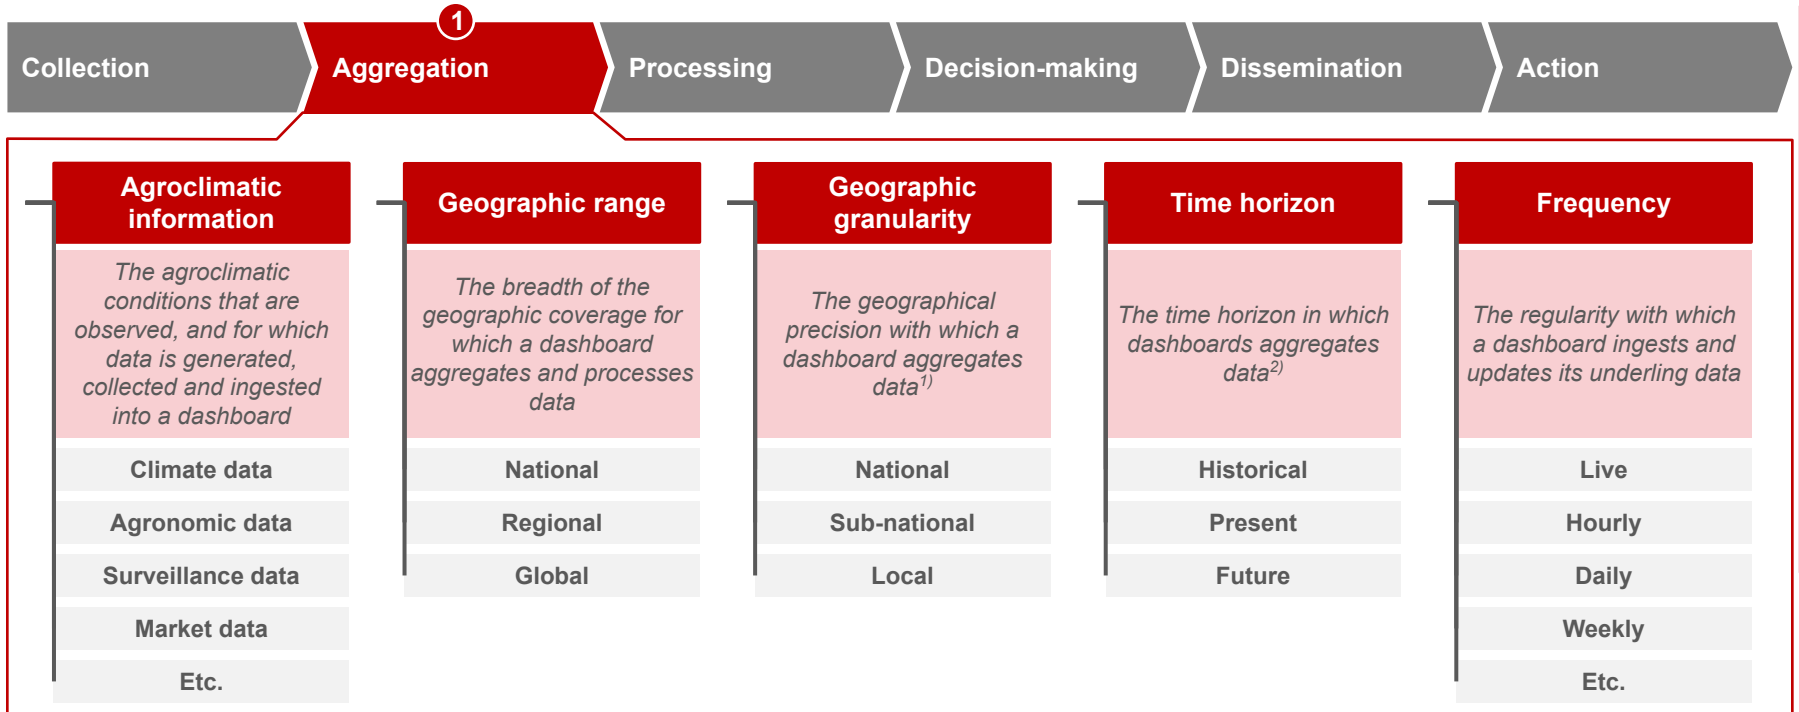 1
Collection
Aggregation
Processing
Decision-making
Dissemination
Action
Agroclimatic
information
The agroclimatic
conditions that are
observed, and for which
data is generated,
collected and ingested
into a dashboard
Climate data
Agronomic data
Surveillance data
Market data
Etc.
Geographic range
The breadth of the
geographic coverage for
which a dashboard
aggregates and processes
data
National
Regional
Global
Geographic
granularity
The geographical
precision with which a
dashboard aggregates
data1)
National
Sub-national
Local
Time horizon
The time horizon in which
dashboards aggregates
data2)
Historical
Present
Future
Frequency
The regularity with which
a dashboard ingests and
updates its underling data
Live
Hourly
Daily
Weekly
Etc.